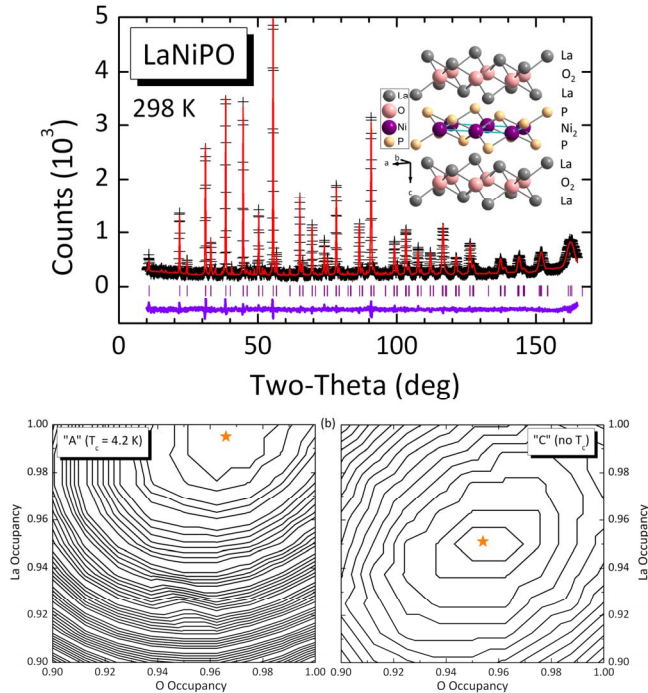 LaNiPO
298 K
Counts (10³)
5
4
3
2
1
0
0 50 100 150
Two-Theta (deg)
La
O
Ni
P
a b
c
La
O₂
La
P
Ni₂
P
La
O₂
La
(b)
"A" (T_c = 4.2 K)
La Occupancy
1.00
0.98
0.96
0.94
0.92
0.90
0.90 0.92 0.94 0.96 0.98 1.00
O Occupancy
"C" (no T_c)
1.00
0.98
0.96
0.94
0.92
0.90
La Occupancy
0.90 0.92 0.94 0.96 0.98 1.00
O Occupancy